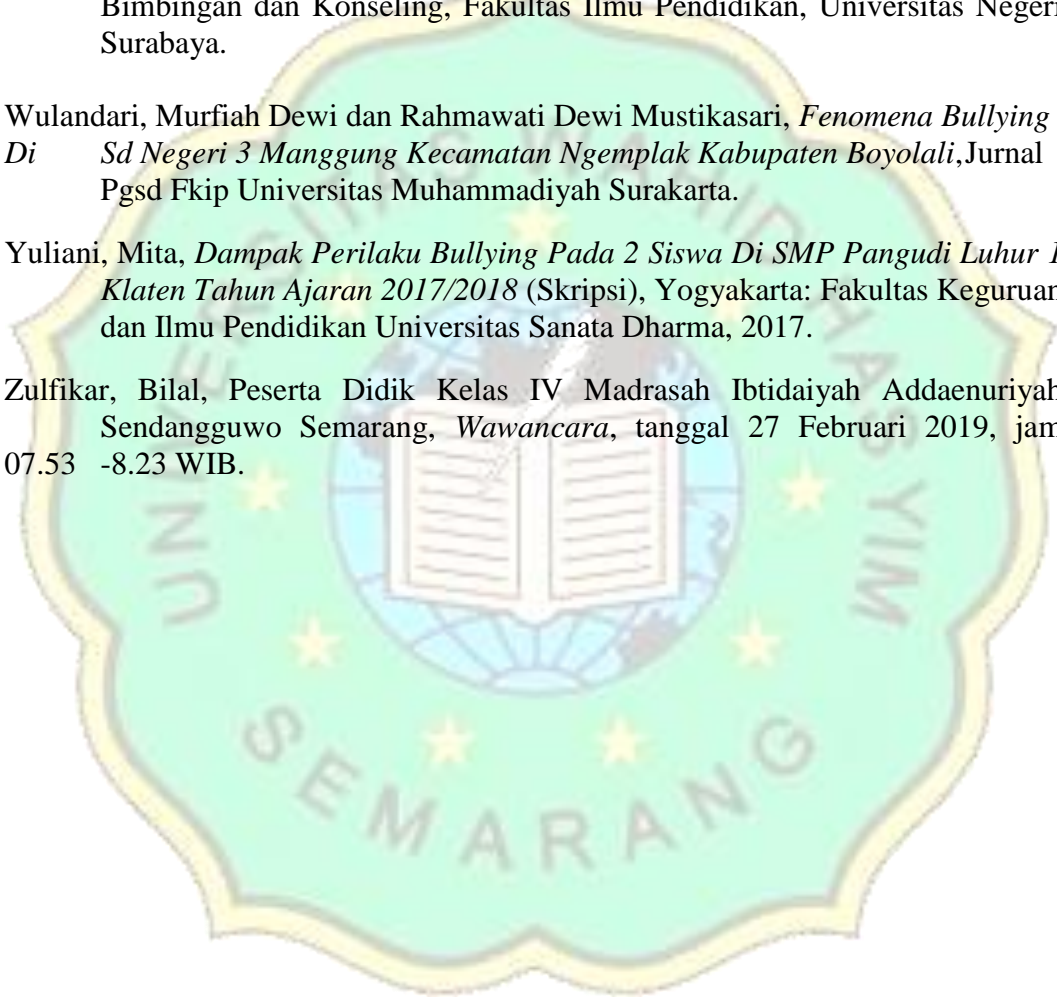 Bimbingan dan Konseling, Fakultas Ilmu Pendidikan, Universitas Negeri
Surabaya.
Wulandari, Murfiah Dewi dan Rahmawati Dewi Mustikasari, Fenomena Bullying
Di Sd Negeri 3 Manggung Kecamatan Ngemplak Kabupaten Boyolali,Jurnal
Pgsd Fkip Universitas Muhammadiyah Surakarta.
Yuliani, Mita, Dampak Perilaku Bullying Pada 2 Siswa Di SMP Pangudi Luhur 1
Klaten Tahun Ajaran 2017/2018 (Skripsi), Yogyakarta: Fakultas Keguruan
dan Ilmu Pendidikan Universitas Sanata Dharma, 2017.
Zulfikar, Bilal, Peserta Didik Kelas IV Madrasah Ibtidaiyah Addaenuriyah
Sendangguwo Semarang, Wawancara, tanggal 27 Februari 2019, jam
07.53 -8.23 WIB.
UNIVERSITAS WAHID HASYIM
SEMARANG